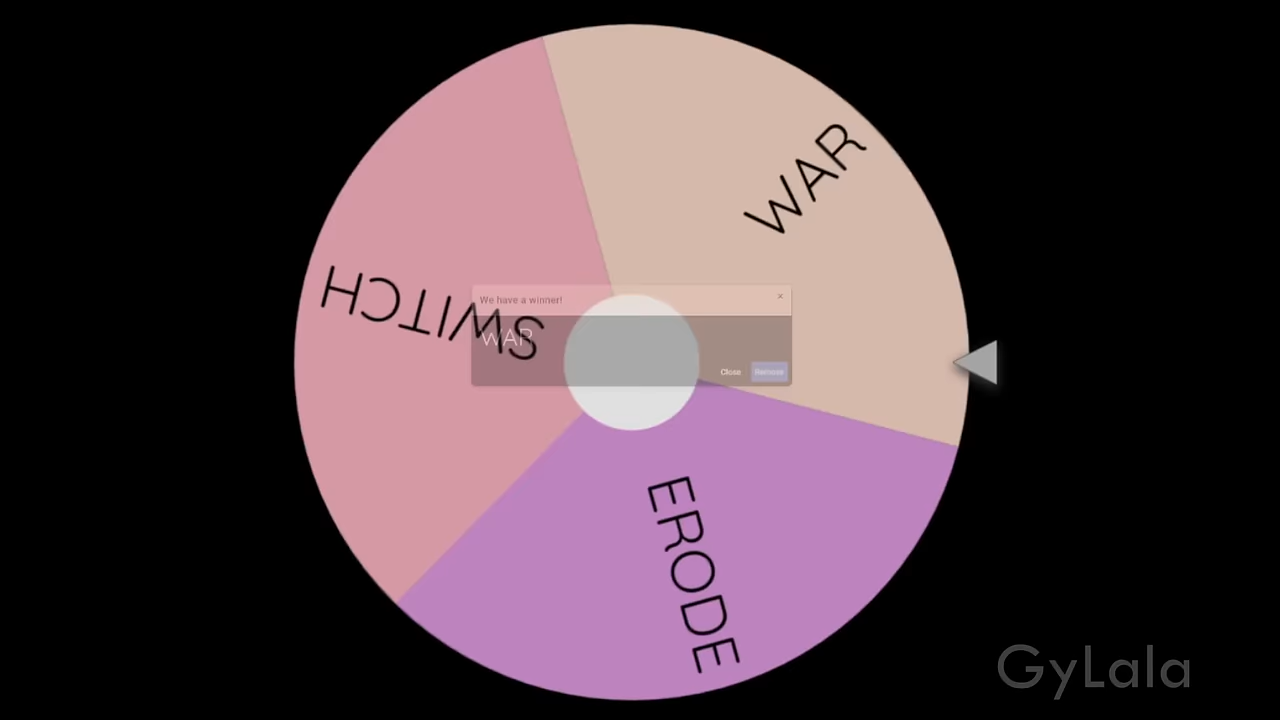 WAR
We have a winner!
×
WAR
Close
Remove
SWITCH
ERODE
GyLala